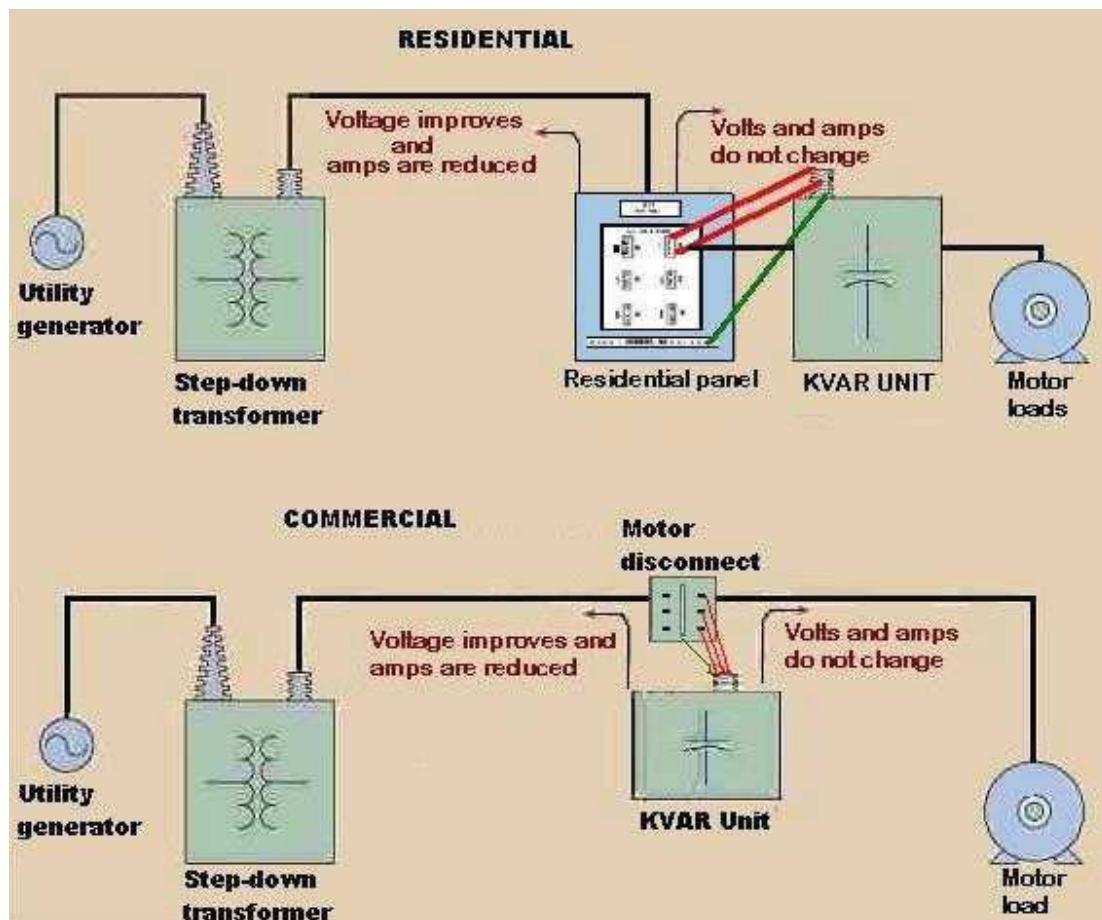 RESIDENTIAL
Voltage improves
and
amps are reduced
Volts and amps
do not change
Utility
generator
Step-down
transformer
Residential panel
KVAR UNIT
Motor
loads
COMMERCIAL
Motor
disconnect
Voltage improves and
amps are reduced
Volts and amps
do not change
Utility
generator
Step-down
transformer
KVAR Unit
Motor
load